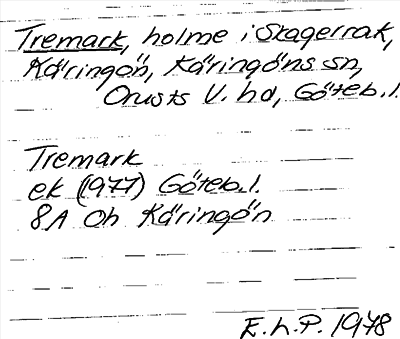 Tremark, holme i Skagerrak,
Käringön, Käringöns sn,
Orusts V. hd, Göteb. l.
Tremark
ek (1977) Göteb. l.
8A Oh Käringön
E. h. P. 1978